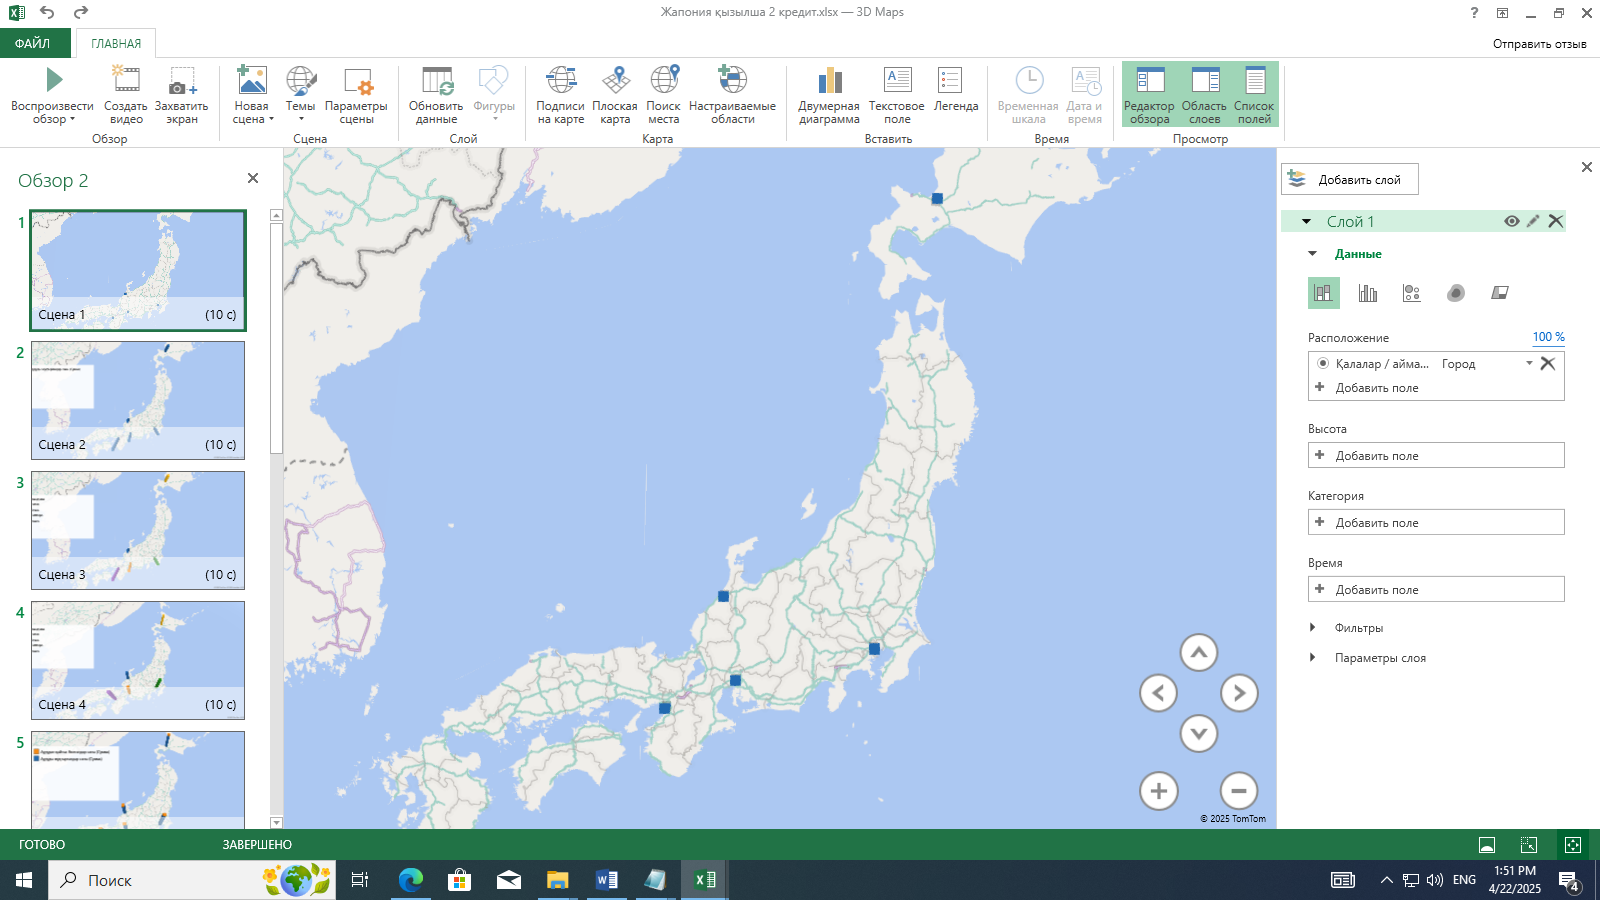 Жапония қызылша 2 кредит.xlsx — 3D Maps
ФАЙЛ
ГЛАВНАЯ
Отправить отзыв
Воспроизвести обзор
Создать видео
Захватить экран
Обзор
Новая сцена
Темы
Параметры сцены
Сцена
Обновить данные
Фигуры
Слой
Подписи на карте
Плоская карта
Поиск места
Настраиваемые области
Карта
Двумерная диаграмма
Текстовое поле
Легенда
Вставить
Временная шкала
Дата и время
Время
Редактор обзора
Область слоев
Список полей
Просмотр
Обзор 2
1
Сцена 1 (10 с)
2
Сцена 2 (10 с)
3
Сцена 3 (10 с)
4
Сцена 4 (10 с)
5
© 2025 TomTom
Добавить слой
Слой 1
Данные
Расположение 100 %
Қалалар / айма... Город
Добавить поле
Высота
Добавить поле
Категория
Добавить поле
Время
Добавить поле
Фильтры
Параметры слоя
ГОТОВО
ЗАВЕРШЕНО
Поиск
ENG
1:51 PM
4/22/2025
4